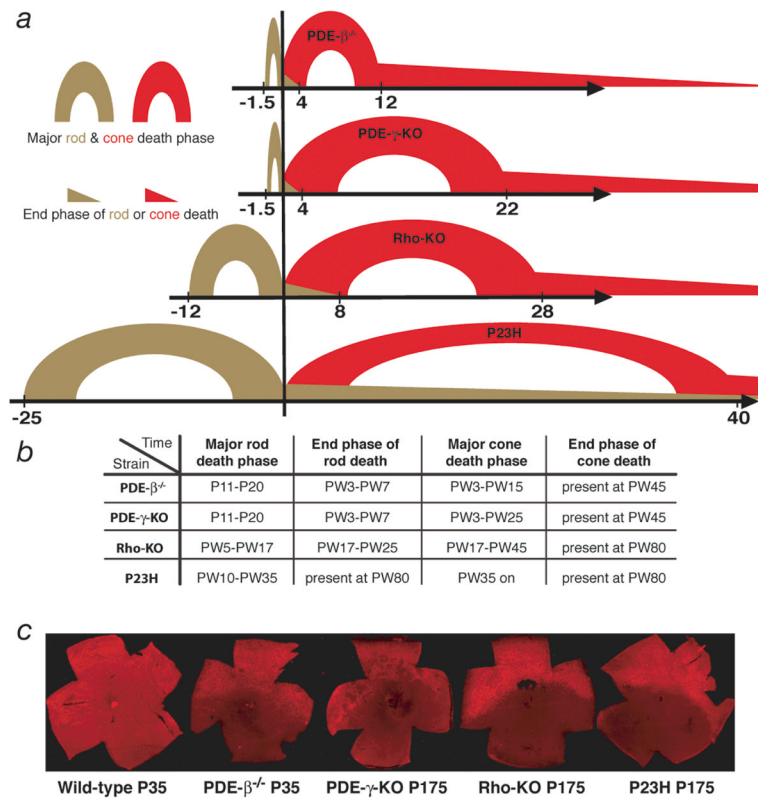 a
PDE-β-/-
-1.5 4 12
Major rod & cone death phase
PDE-γ-KO
-1.5 4 22
End phase of rod or cone death
Rho-KO
-12 8 28
P23H
-25 40
b
Time Major rod death phase End phase of rod death Major cone death phase End phase of cone death
Strain
PDE-β-/- P11-P20 PW3-PW7 PW3-PW15 present at PW45
PDE-γ-KO P11-P20 PW3-PW7 PW3-PW25 present at PW45
Rho-KO PW5-PW17 PW17-PW25 PW17-PW45 present at PW80
P23H PW10-PW35 present at PW80 PW35 on present at PW80
c
Wild-type P35 PDE-β-/- P35 PDE-γ-KO P175 Rho-KO P175 P23H P175